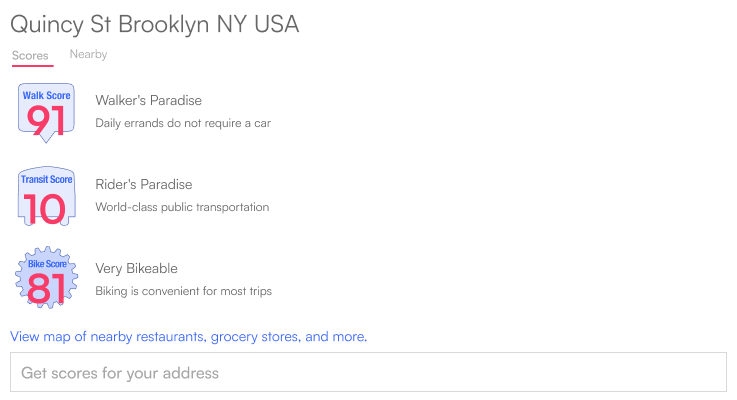 Quincy St Brooklyn NY USA
Scores Nearby
Walk Score
91
Walker's Paradise
Daily errands do not require a car
Transit Score
10
Rider's Paradise
World-class public transportation
Bike Score
81
Very Bikeable
Biking is convenient for most trips
View map of nearby restaurants, grocery stores, and more.
Get scores for your address